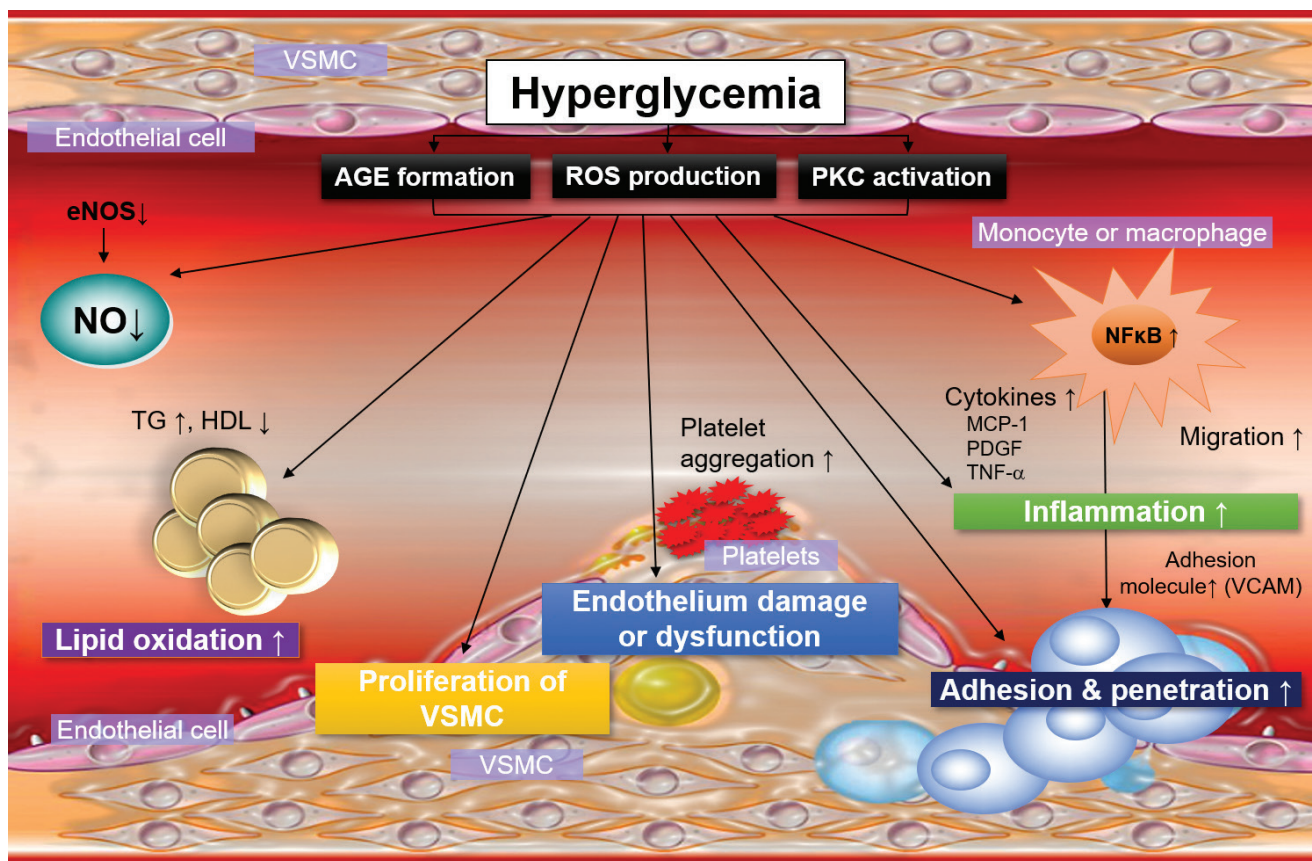 VSMC
Hyperglycemia
Endothelial cell
AGE formation
ROS production
PKC activation
eNOS↓
NO↓
Monocyte or macrophage
NFκB ↑
TG ↑, HDL ↓
Cytokines ↑
MCP-1
PDGF
TNF-α
Migration ↑
Platelet
aggregation ↑
Inflammation ↑
Platelets
Adhesion
molecule↑ (VCAM)
Endothelium damage
or dysfunction
Lipid oxidation ↑
Proliferation of
VSMC
Adhesion & penetration ↑
Endothelial cell
VSMC